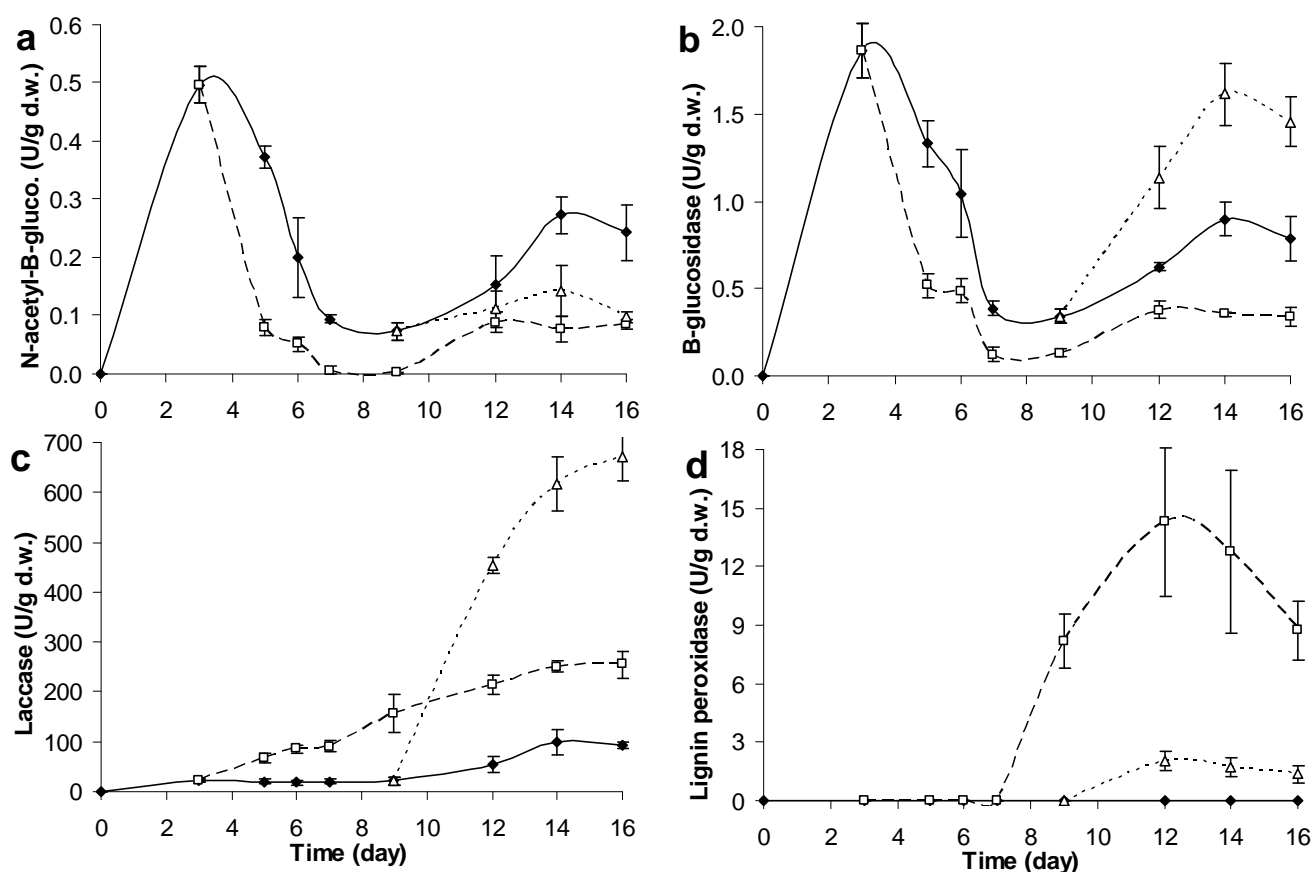 a
N-acetyl-B-gluco. (U/g d.w.)
0.6
0.5
0.4
0.3
0.2
0.1
0.0
0 2 4 6 8 10 12 14 16
b
B-glucosidase (U/g d.w.)
2.0
1.5
1.0
0.5
0.0
0 2 4 6 8 10 12 14 16
c
Laccase (U/g d.w.)
700
600
500
400
300
200
100
0
0 2 4 6 8 10 12 14 16
Time (day)
d
Lignin peroxidase (U/g d.w.)
18
15
12
9
6
3
0
0 2 4 6 8 10 12 14 16
Time (day)